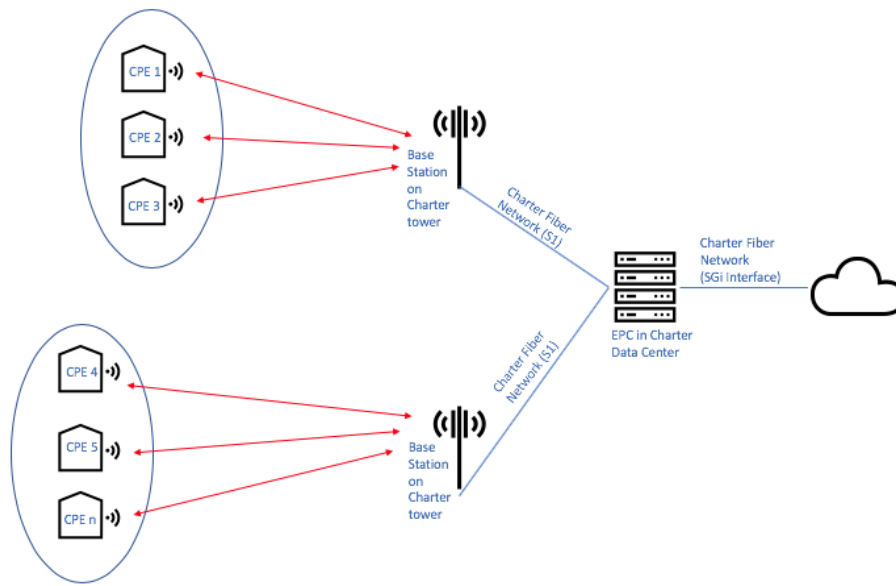 CPE 1
CPE 2
CPE 3
Base
Station
on
Charter
tower
Charter Fiber
Network (S1)
EPC in Charter
Data Center
Charter Fiber
Network
(SGi Interface)
CPE 4
CPE 5
CPE n
Base
Station
on
Charter
tower
Charter Fiber
Network (S1)